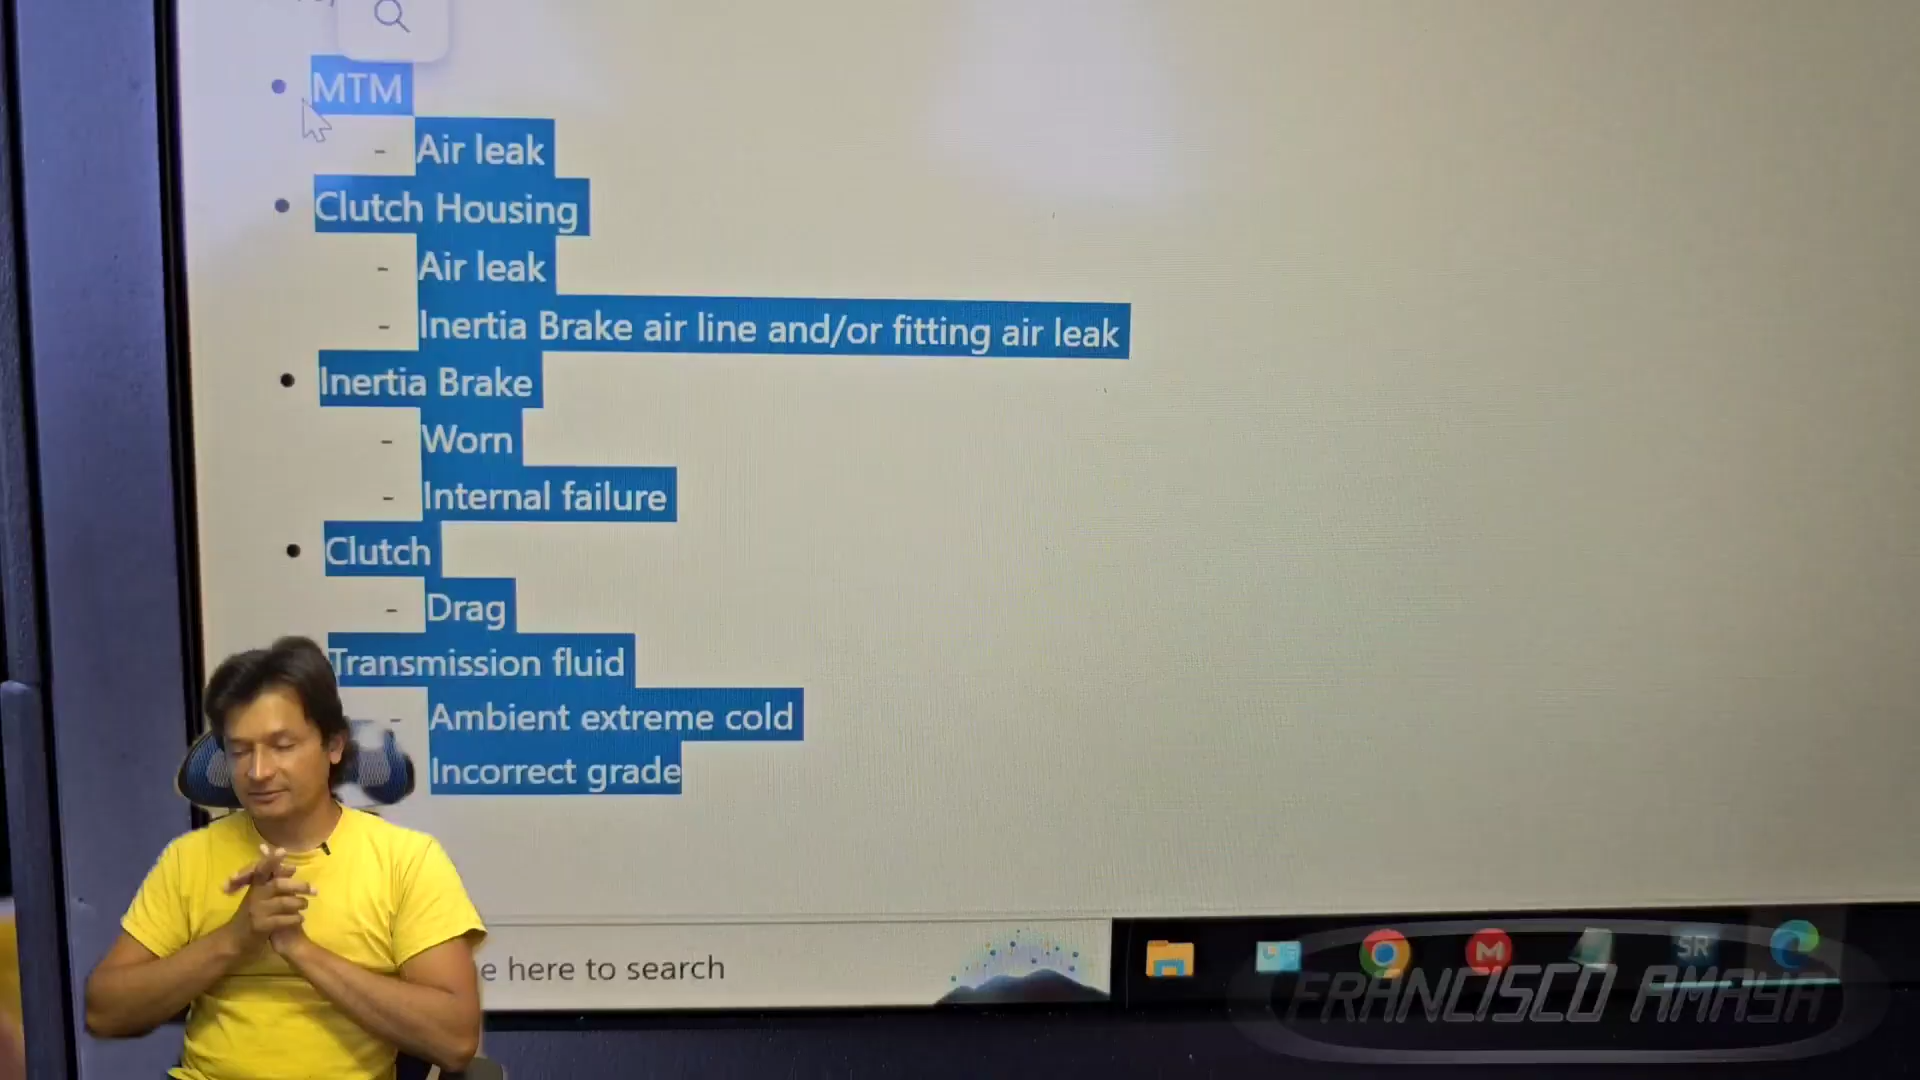 MTM
- Air leak
Clutch Housing
- Air leak
- Inertia Brake air line and/or fitting air leak
Inertia Brake
- Worn
- Internal failure
Clutch
- Drag
Transmission fluid
- Ambient extreme cold
Incorrect grade
e here to search
M
SR
FRANCISCO AMAYA